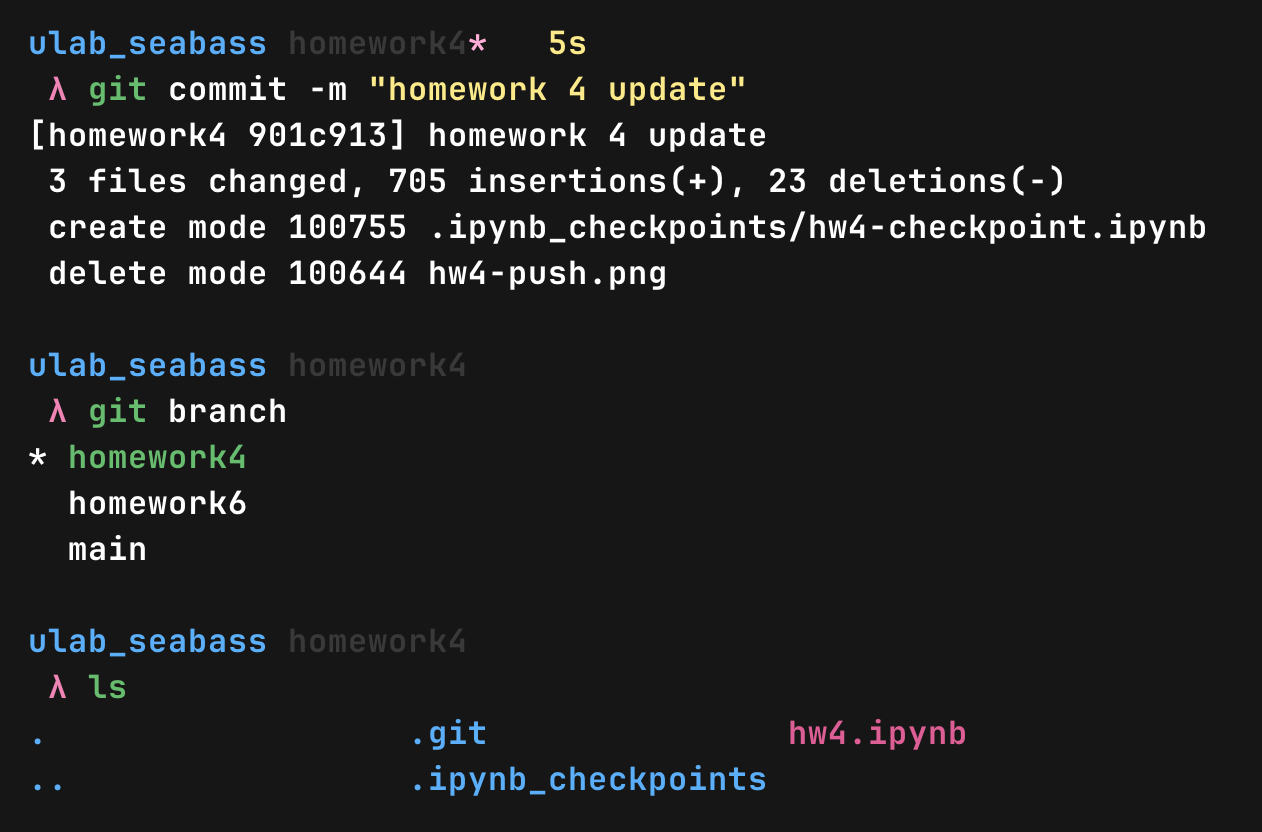 ulab_seabass homework4* 5s
λ git commit -m "homework 4 update"
[homework4 901c913] homework 4 update
3 files changed, 705 insertions(+), 23 deletions(-)
create mode 100755 .ipynb_checkpoints/hw4-checkpoint.ipynb
delete mode 100644 hw4-push.png
ulab_seabass homework4
λ git branch
* homework4
homework6
main
ulab_seabass homework4
λ ls
. .git hw4.ipynb
.. .ipynb_checkpoints